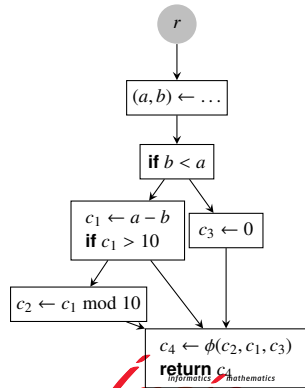 r
(a, b) ← ...
if b < a
c₁ ← a − b
if c₁ > 10
c₃ ← 0
c₂ ← c₁ mod 10
c₄ ← ϕ(c₂, c₁, c₃)
return c₄
informatics mathematics